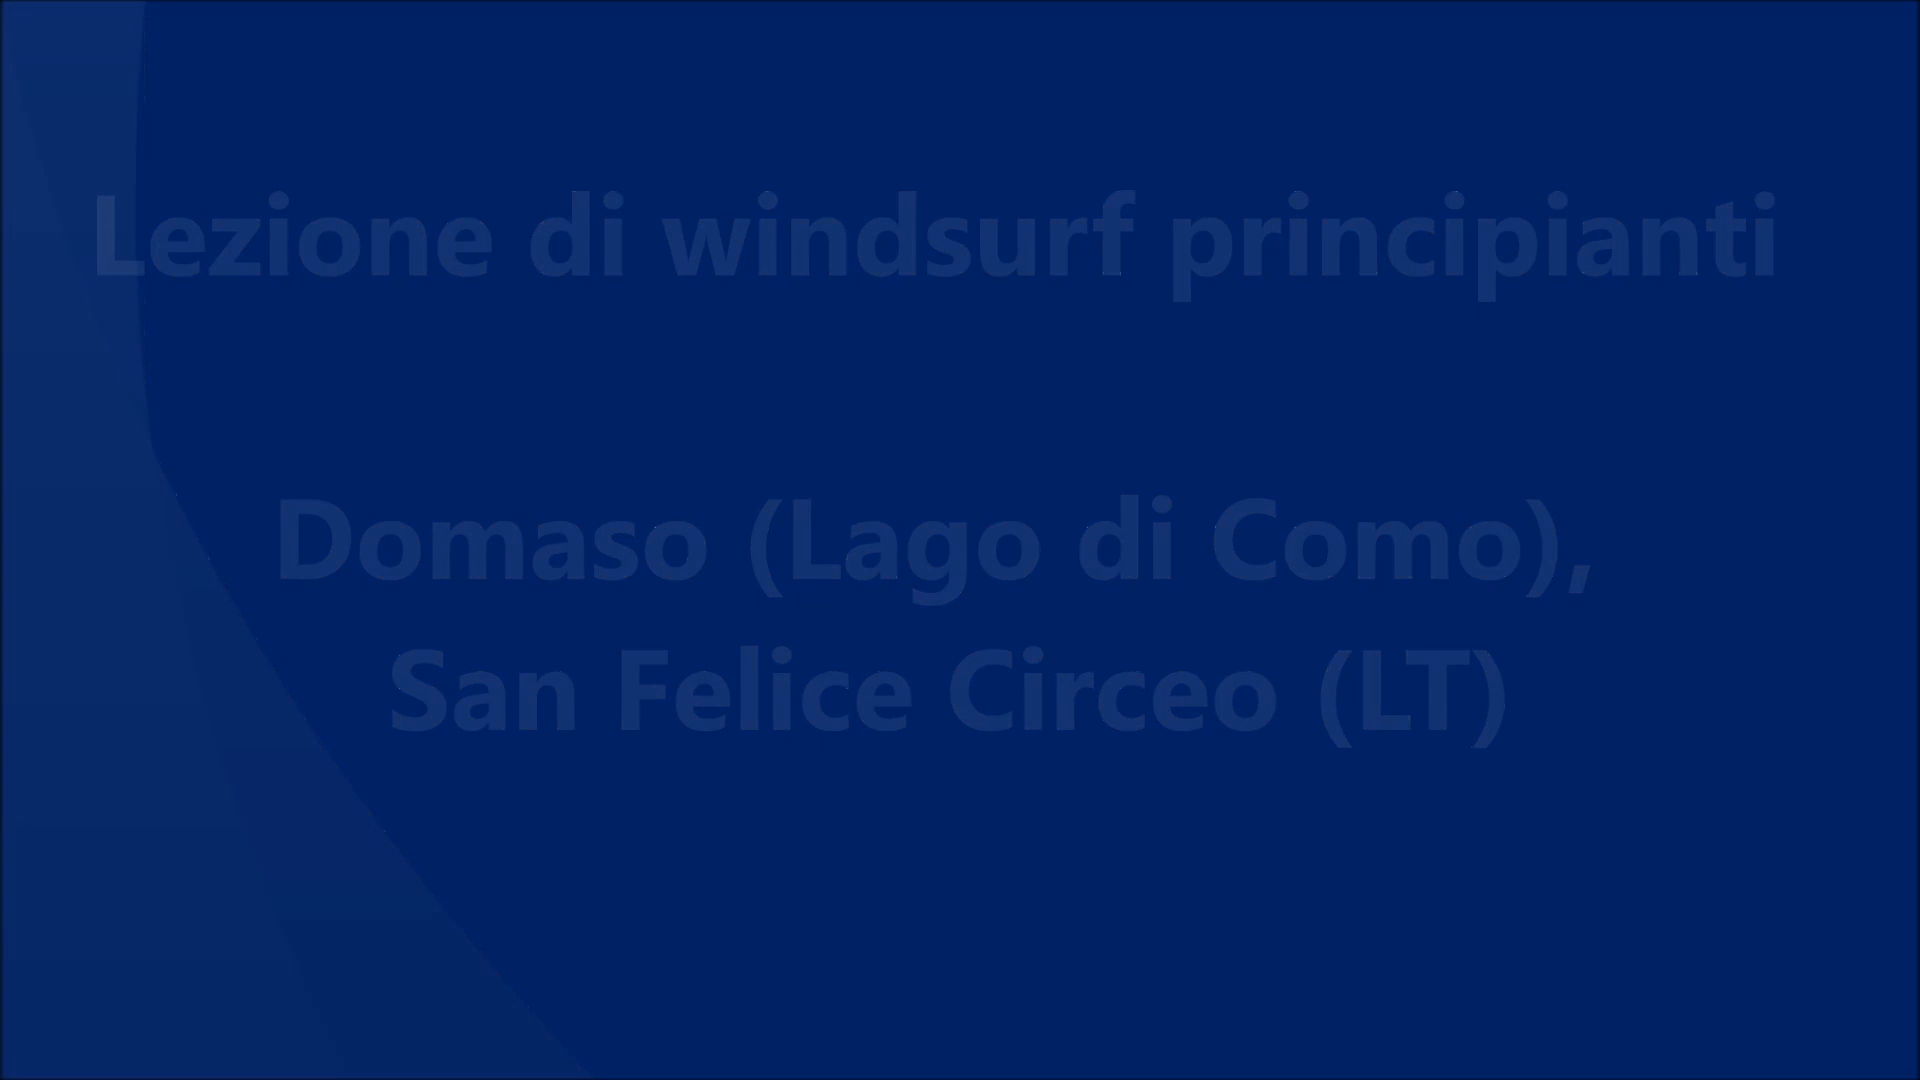 Lezione di windsurf principianti
Domaso (Lago di Como),
San Felice Circeo (LT)